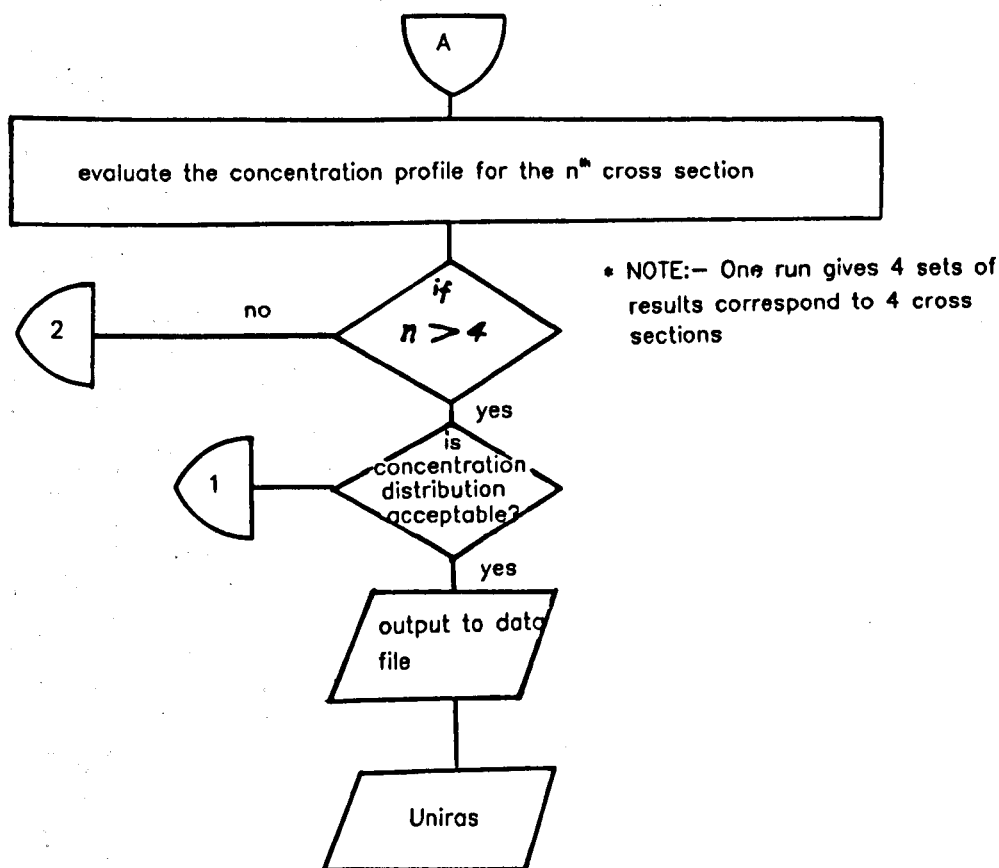 A
evaluate the concentration profile for the nth cross section
if
n > 4
no
2
* NOTE:- One run gives 4 sets of
results correspond to 4 cross
sections
yes
is
concentration
distribution
acceptable?
1
yes
output to data
file
Uniras